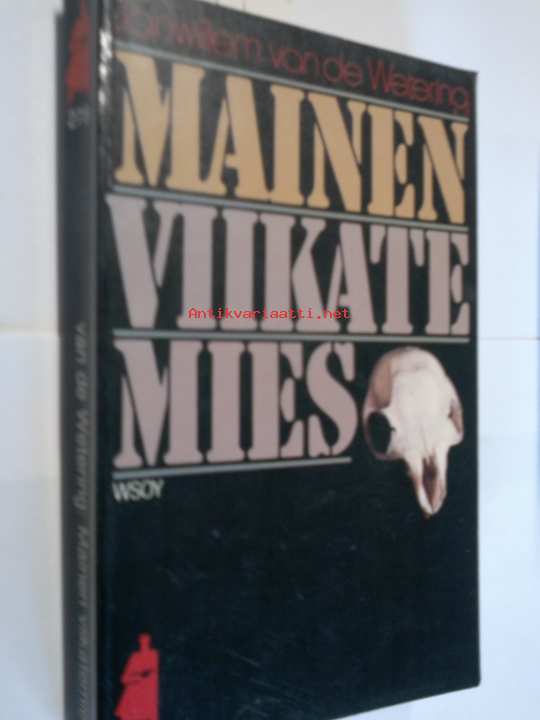 Janwillem van de Wetering
MAINEN
VIIKATE
MIES
WSOY
van de Wetering Mainen viikatemies
Antikvariaatti.net